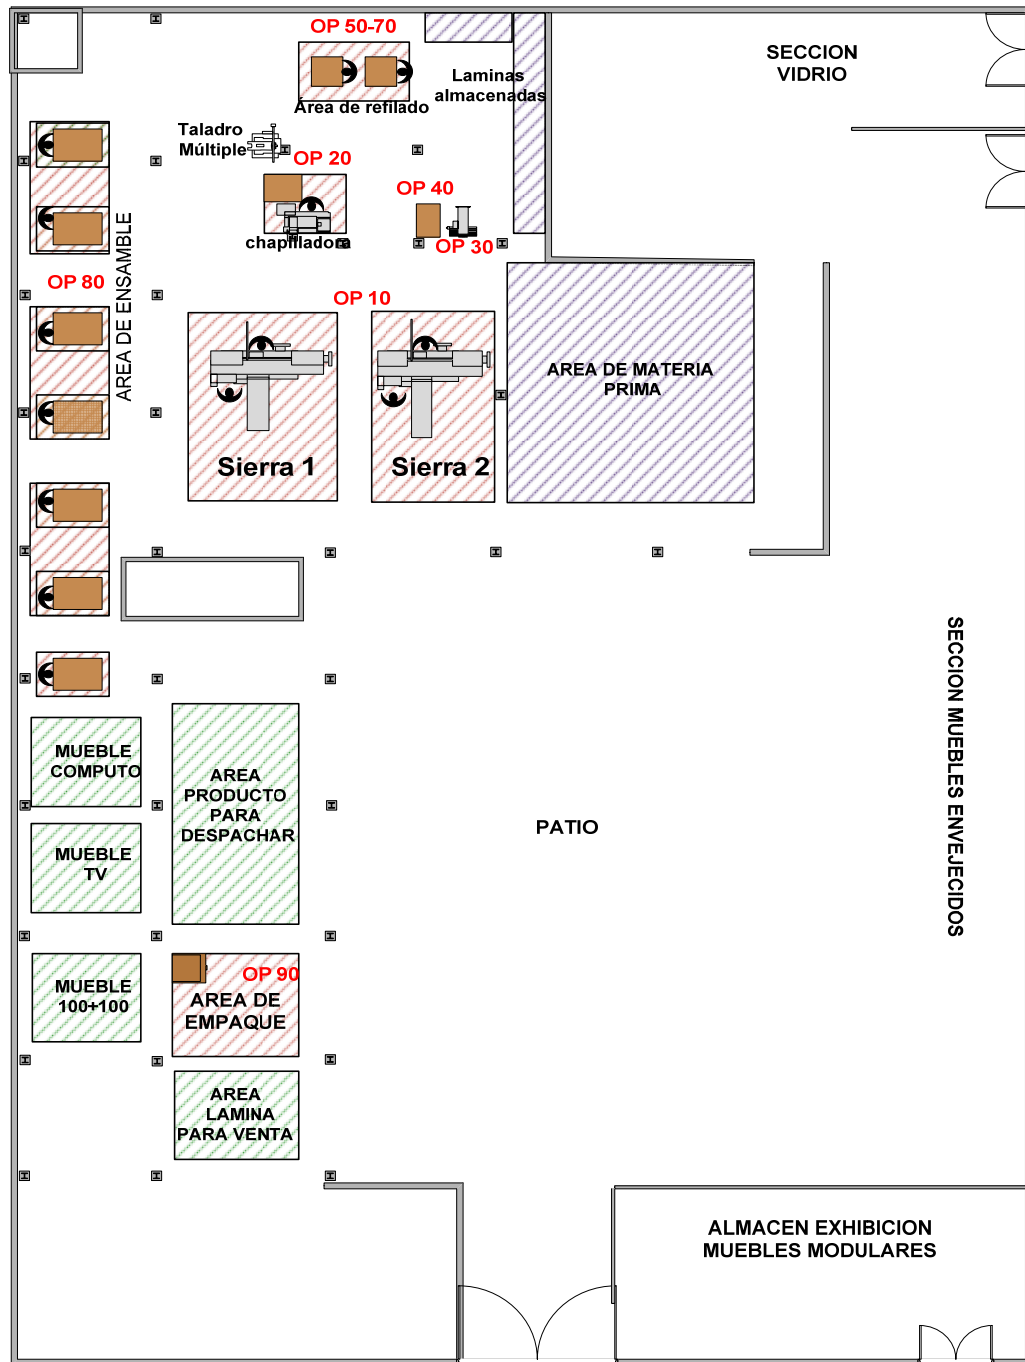 OP 50-70
SECCION
VIDRIO
Laminas
almacenadas
Área de refilado
Taladro
Múltiple
OP 20
OP 40
chapilladora
OP 30
AREA DE ENSAMBLE
OP 80
OP 10
AREA DE MATERIA
PRIMA
Sierra 1
Sierra 2
SECCION MUEBLES ENVEJECIDOS
MUEBLE
COMPUTO
AREA
PRODUCTO
PARA
DESPACHAR
PATIO
MUEBLE
TV
MUEBLE
100+100
OP 90
AREA DE
EMPAQUE
AREA
LAMINA
PARA VENTA
ALMACEN EXHIBICION
MUEBLES MODULARES